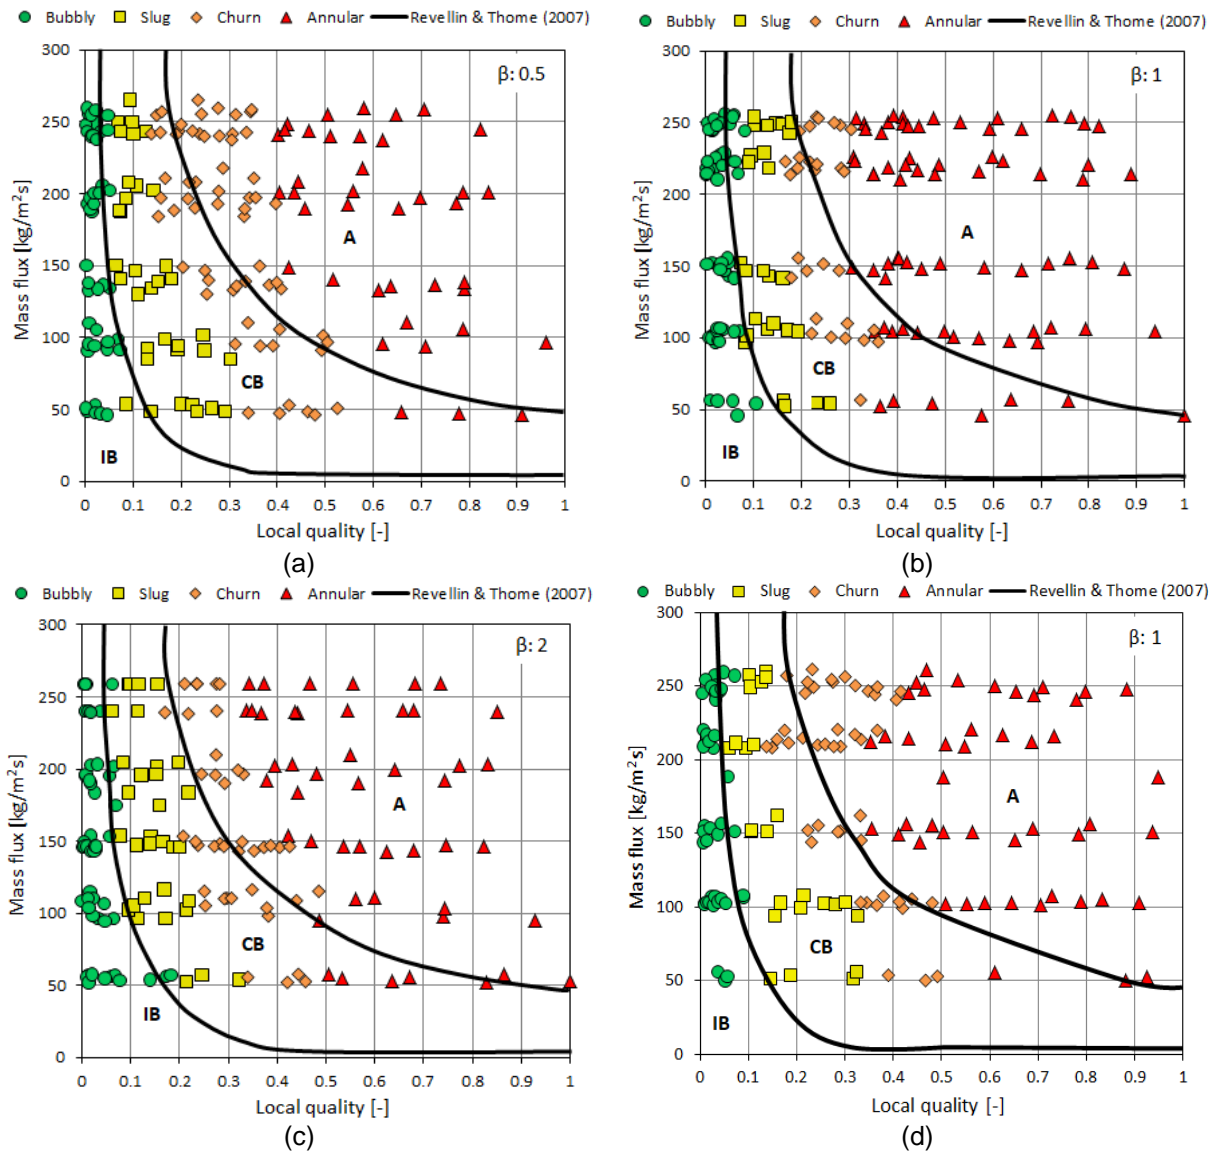 Bubbly Slug Churn Annular Revellin & Thome (2007)
β: 0.5
300
250
200
150
100
50
0
Mass flux [kg/m²s]
A
CB
IB
0 0.1 0.2 0.3 0.4 0.5 0.6 0.7 0.8 0.9 1
Local quality [-]
(a)
Bubbly Slug Churn Annular Revellin & Thome (2007)
β: 1
300
250
200
150
100
50
0
Mass flux [kg/m²s]
A
CB
IB
0 0.1 0.2 0.3 0.4 0.5 0.6 0.7 0.8 0.9 1
Local quality [-]
(b)
Bubbly Slug Churn Annular Revellin & Thome (2007)
β: 2
300
250
200
150
100
50
0
Mass flux [kg/m²s]
A
CB
IB
0 0.1 0.2 0.3 0.4 0.5 0.6 0.7 0.8 0.9 1
Local quality [-]
(c)
Bubbly Slug Churn Annular Revellin & Thome (2007)
β: 1
300
250
200
150
100
50
0
Mass flux [kg/m²s]
A
CB
IB
0 0.1 0.2 0.3 0.4 0.5 0.6 0.7 0.8 0.9 1
Local quality [-]
(d)